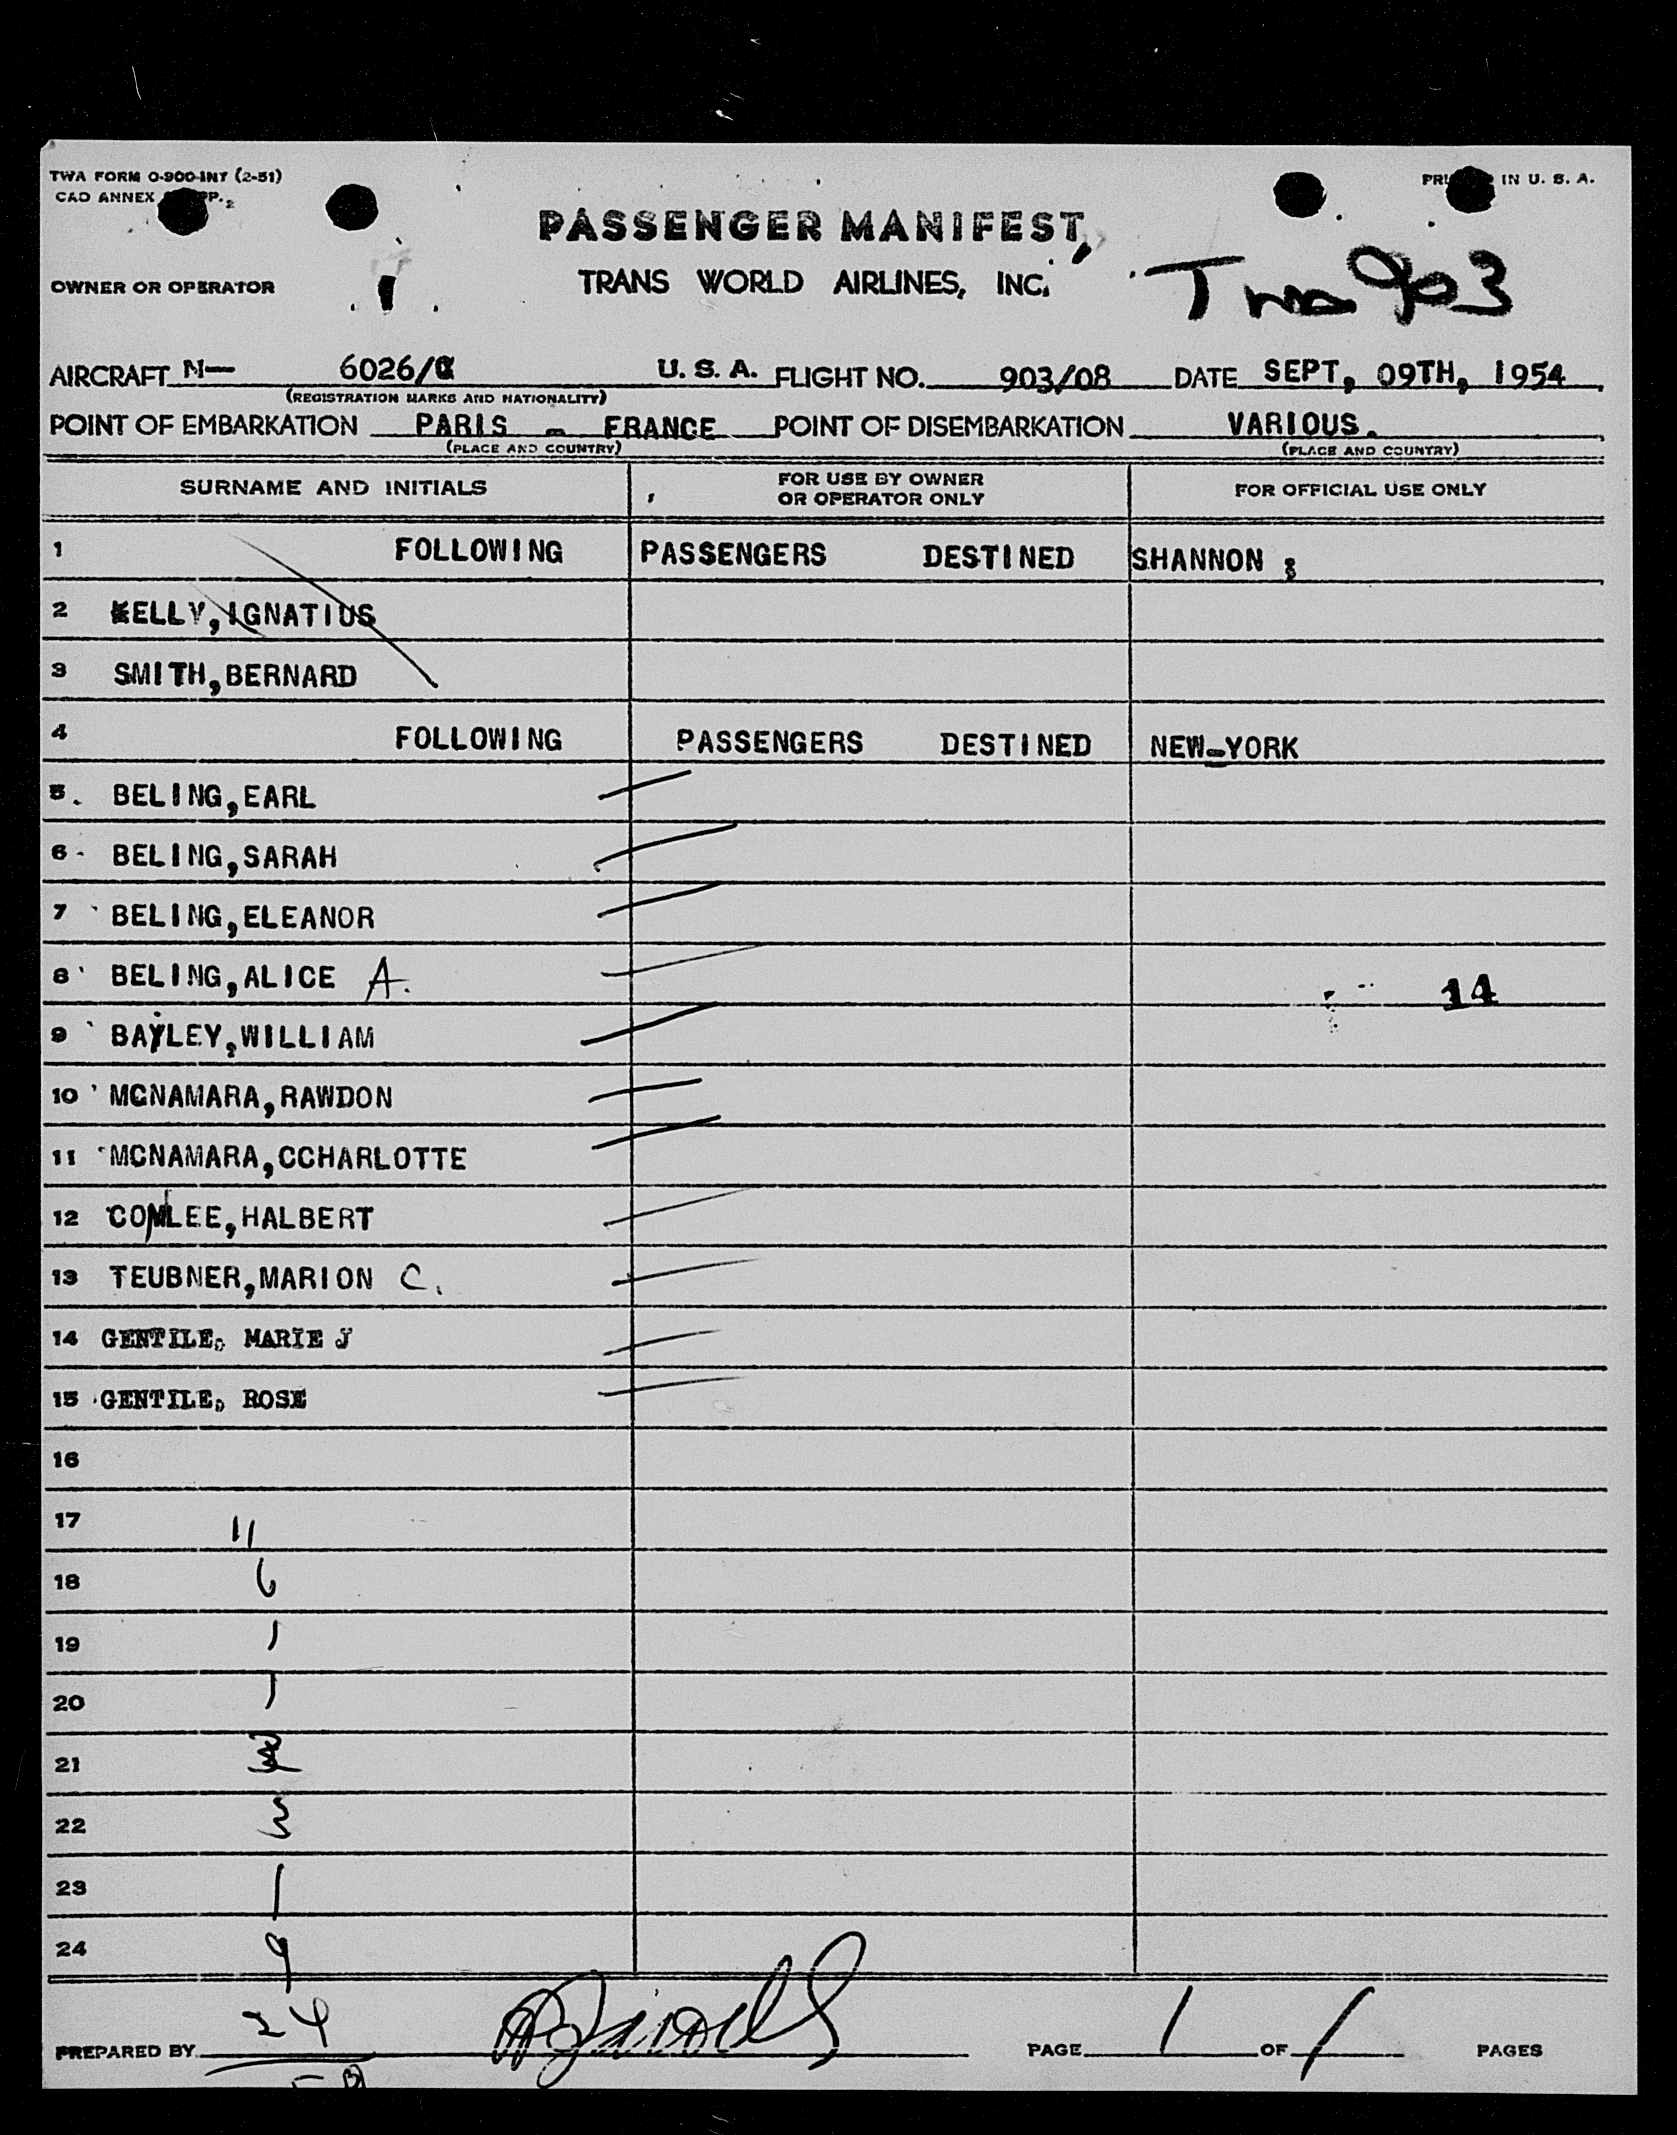 TWA FORM O-900-INT (2-51)
CAO ANNEX
IN U. S. A.
PASSENGER MANIFEST
OWNER OR OPERATOR
TRANS WORLD AIRLINES, INC.
Twa 903
AIRCRAFT N— 6026/C U. S. A. FLIGHT NO. 903/08 DATE SEPT, 09TH, 1954
(REGISTRATION MARKS AND NATIONALITY)
POINT OF EMBARKATION PARIS - FRANCE POINT OF DISEMBARKATION VARIOUS.
(PLACE AND COUNTRY) (PLACE AND COUNTRY)
SURNAME AND INITIALS FOR USE BY OWNER OR OPERATOR ONLY FOR OFFICIAL USE ONLY
1 FOLLOWING PASSENGERS DESTINED SHANNON ;
2 KELLY,IGNATIUS
3 SMITH,BERNARD
4 FOLLOWING PASSENGERS DESTINED NEW-YORK
5. BELING,EARL
6 - BELING,SARAH
7 BELING,ELEANOR
8 BELING,ALICE A. 14
9 BAYLEY,WILLIAM
10 MCNAMARA,RAWDON
11 MCNAMARA,CCHARLOTTE
12 COMLEE,HALBERT
13 TEUBNER,MARION C.
14 GENTILE, MARIE J
15 GENTILE, ROSE
16
17 11
18 6
19 1
20 1
21
22 3
23 1
24 9
24
PREPARED BY PAGE 1 OF 1 PAGES